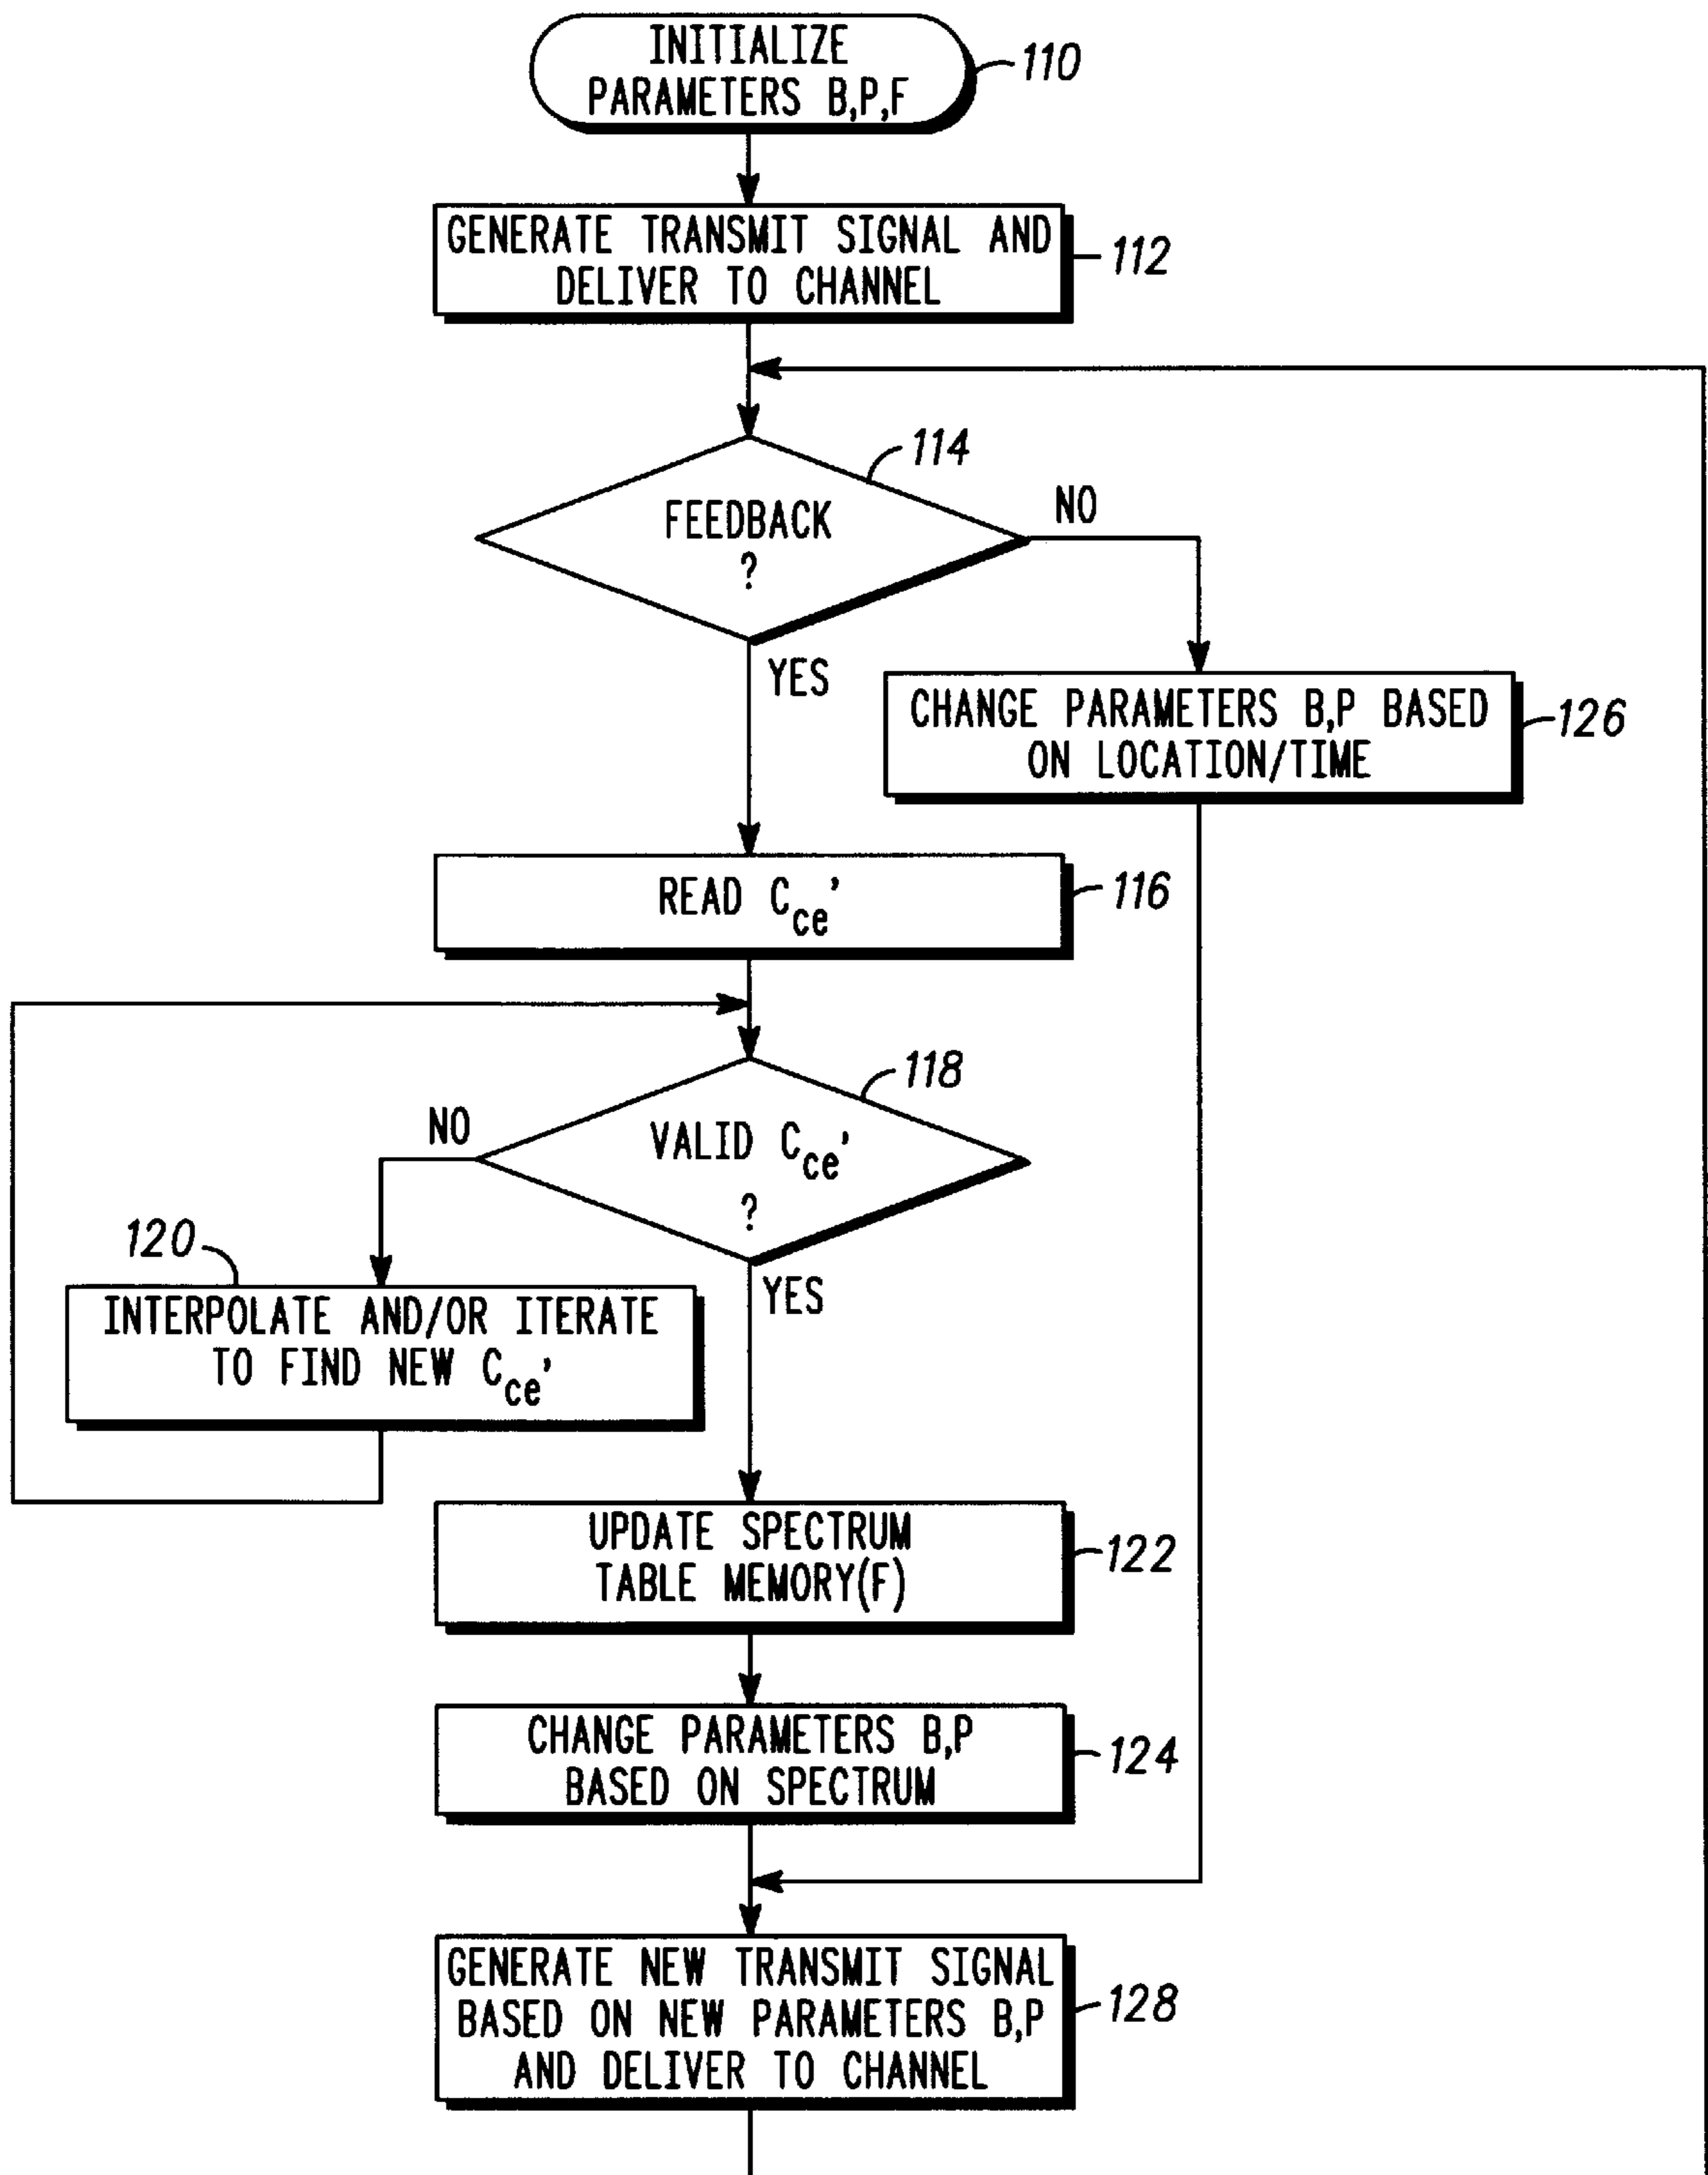 INITIALIZE
PARAMETERS B,P,F
110
GENERATE TRANSMIT SIGNAL AND
DELIVER TO CHANNEL
112
114
FEEDBACK
?
NO
YES
CHANGE PARAMETERS B,P BASED
ON LOCATION/TIME
126
READ Cce'
116
118
VALID Cce'
?
NO
YES
120
INTERPOLATE AND/OR ITERATE
TO FIND NEW Cce'
UPDATE SPECTRUM
TABLE MEMORY(F)
122
CHANGE PARAMETERS B,P
BASED ON SPECTRUM
124
GENERATE NEW TRANSMIT SIGNAL
BASED ON NEW PARAMETERS B,P
AND DELIVER TO CHANNEL
128